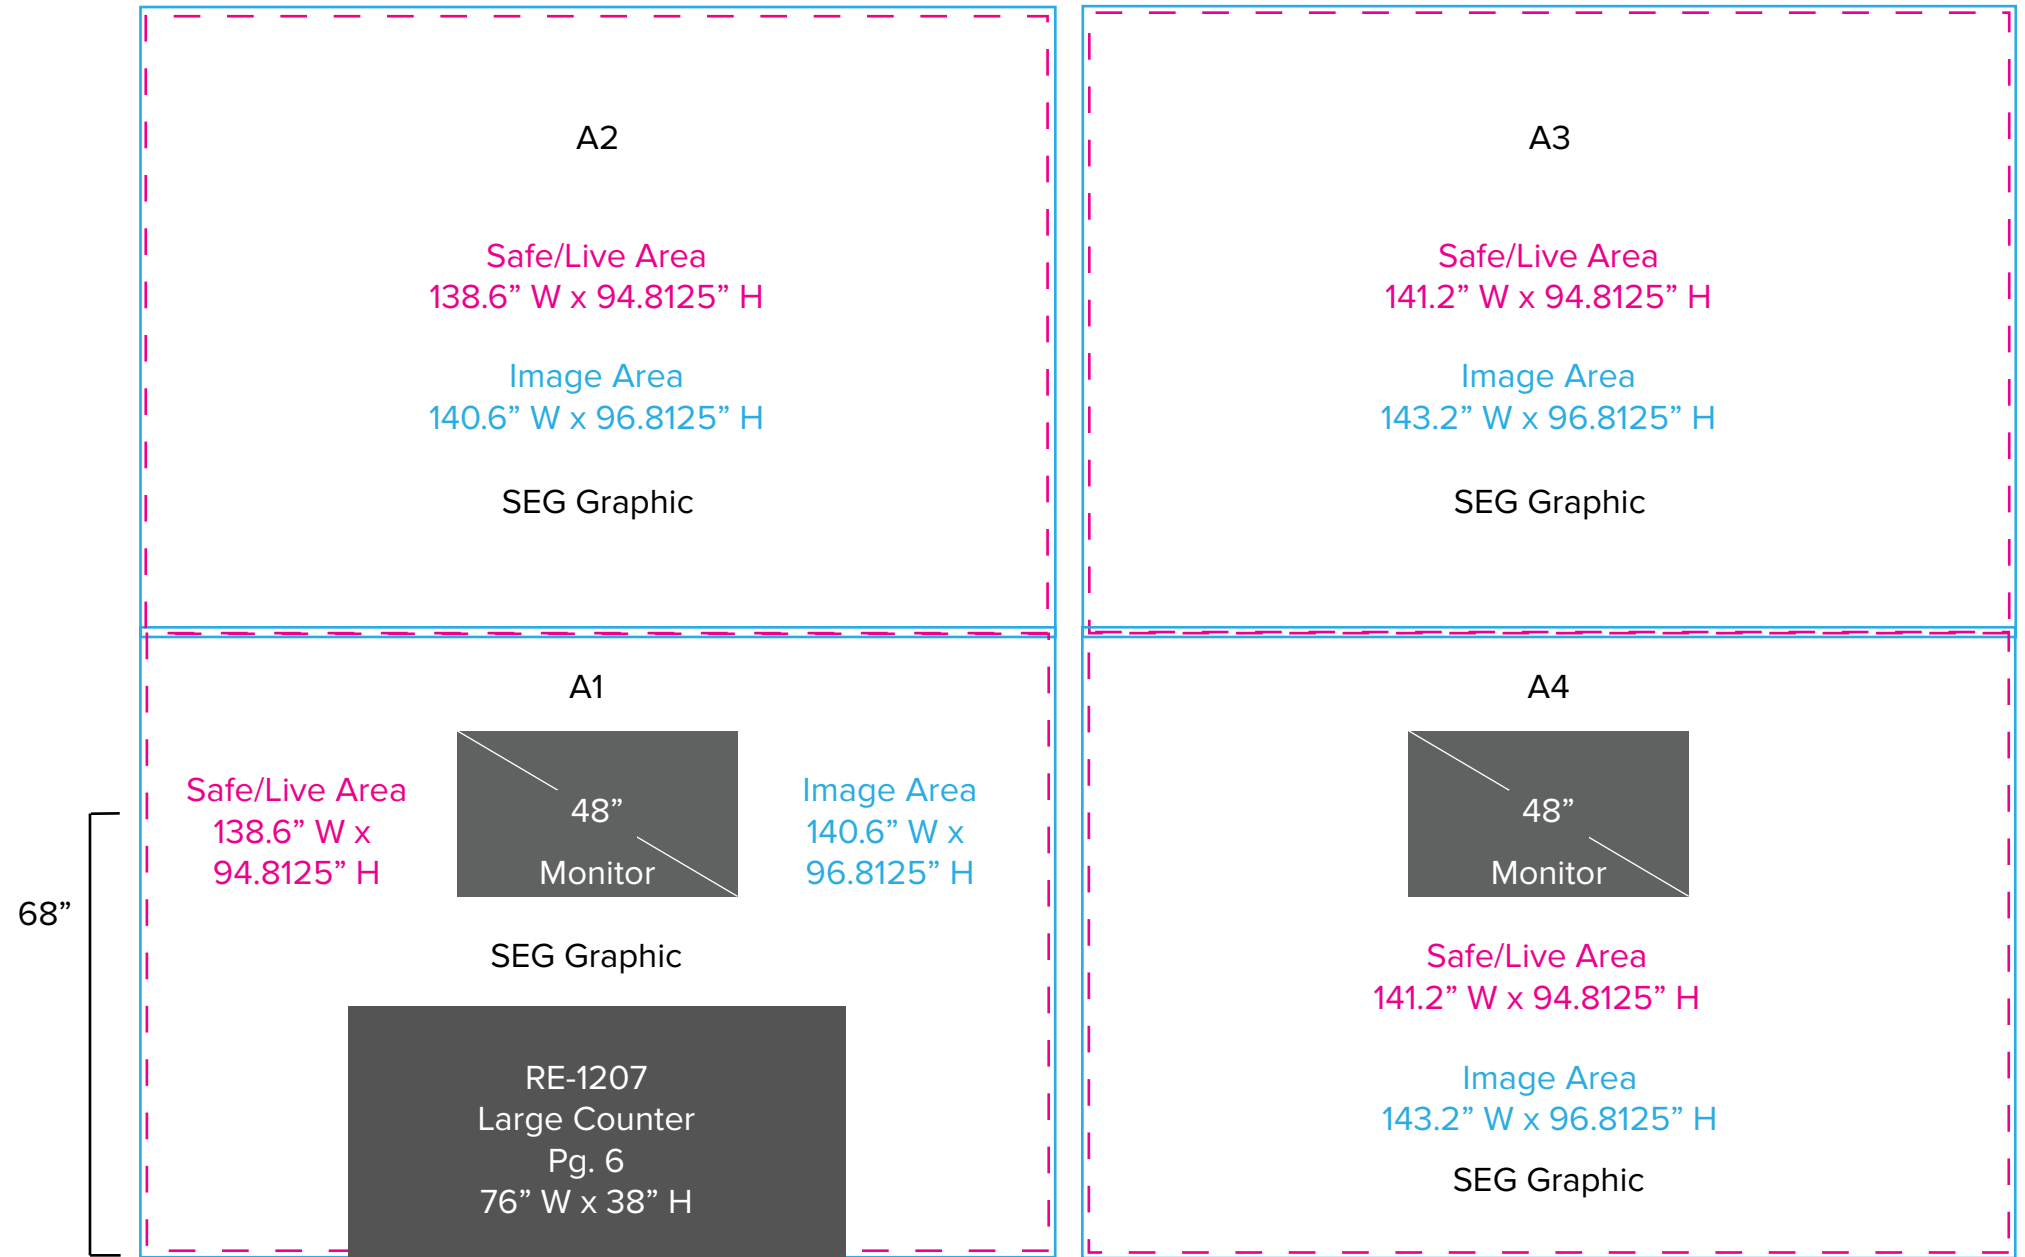 A2
Safe/Live Area
138.6” W x 94.8125” H
Image Area
140.6” W x 96.8125” H
SEG Graphic
A3
Safe/Live Area
141.2” W x 94.8125” H
Image Area
143.2” W x 96.8125” H
SEG Graphic
68”
A1
Safe/Live Area
138.6” W x
94.8125” H
48”
Monitor
Image Area
140.6” W x
96.8125” H
SEG Graphic
RE-1207
Large Counter
Pg. 6
76” W x 38” H
A4
48”
Monitor
Safe/Live Area
141.2” W x 94.8125” H
Image Area
143.2” W x 96.8125” H
SEG Graphic